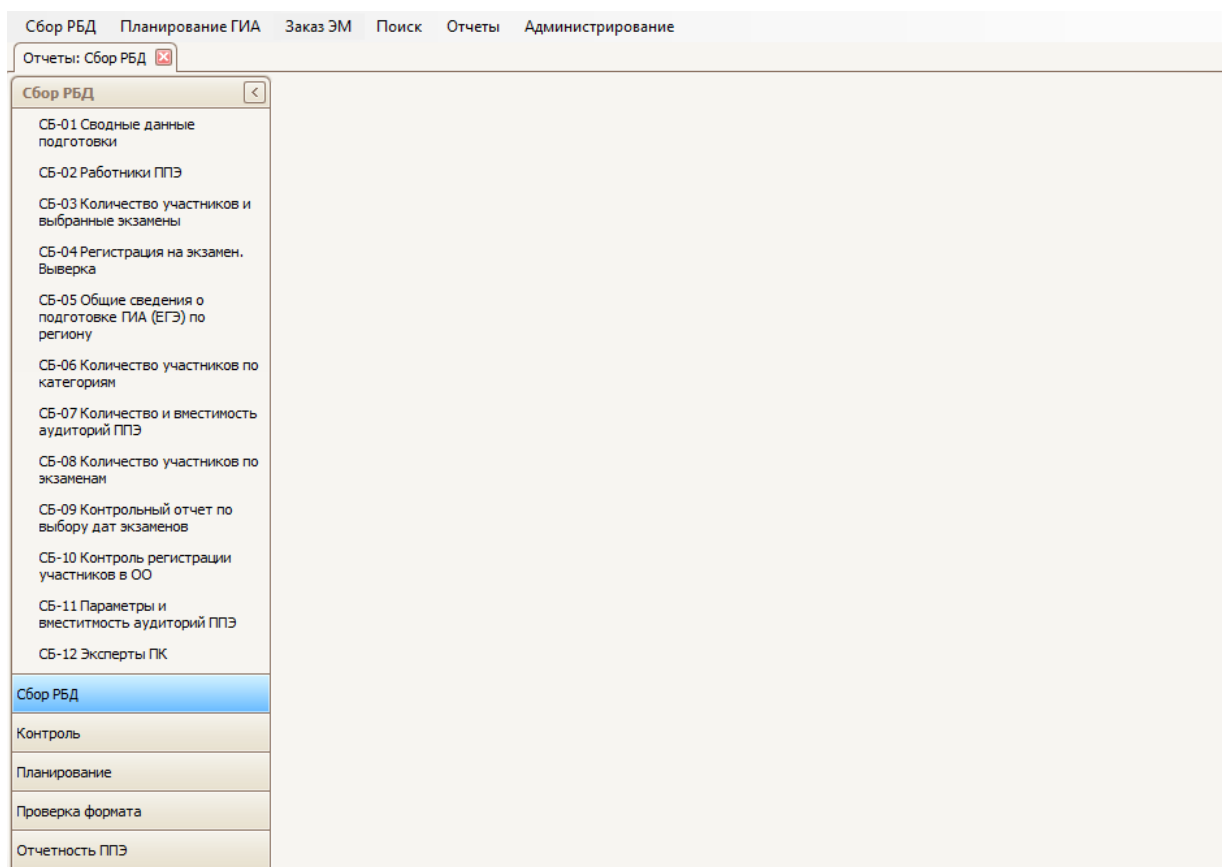 Сбор РБД Планирование ГИА Заказ ЭМ Поиск Отчеты Администрирование
Отчеты: Сбор РБД
Сбор РБД
СБ-01 Сводные данные
подготовки
СБ-02 Работники ППЭ
СБ-03 Количество участников и
выбранные экзамены
СБ-04 Регистрация на экзамен.
Выверка
СБ-05 Общие сведения о
подготовке ГИА (ЕГЭ) по
региону
СБ-06 Количество участников по
категориям
СБ-07 Количество и вместимость
аудиторий ППЭ
СБ-08 Количество участников по
экзаменам
СБ-09 Контрольный отчет по
выбору дат экзаменов
СБ-10 Контроль регистрации
участников в ОО
СБ-11 Параметры и
вместитмость аудиторий ППЭ
СБ-12 Эксперты ПК
Сбор РБД
Контроль
Планирование
Проверка формата
Отчетность ППЭ